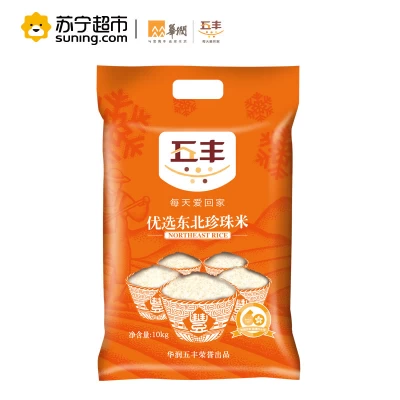 苏宁超市
suning.com
華潤
五丰
五丰
每天爱回家
优选东北珍珠米
NORTHEAST RICE
豐
净含量:10kg
华润五丰荣誉出品